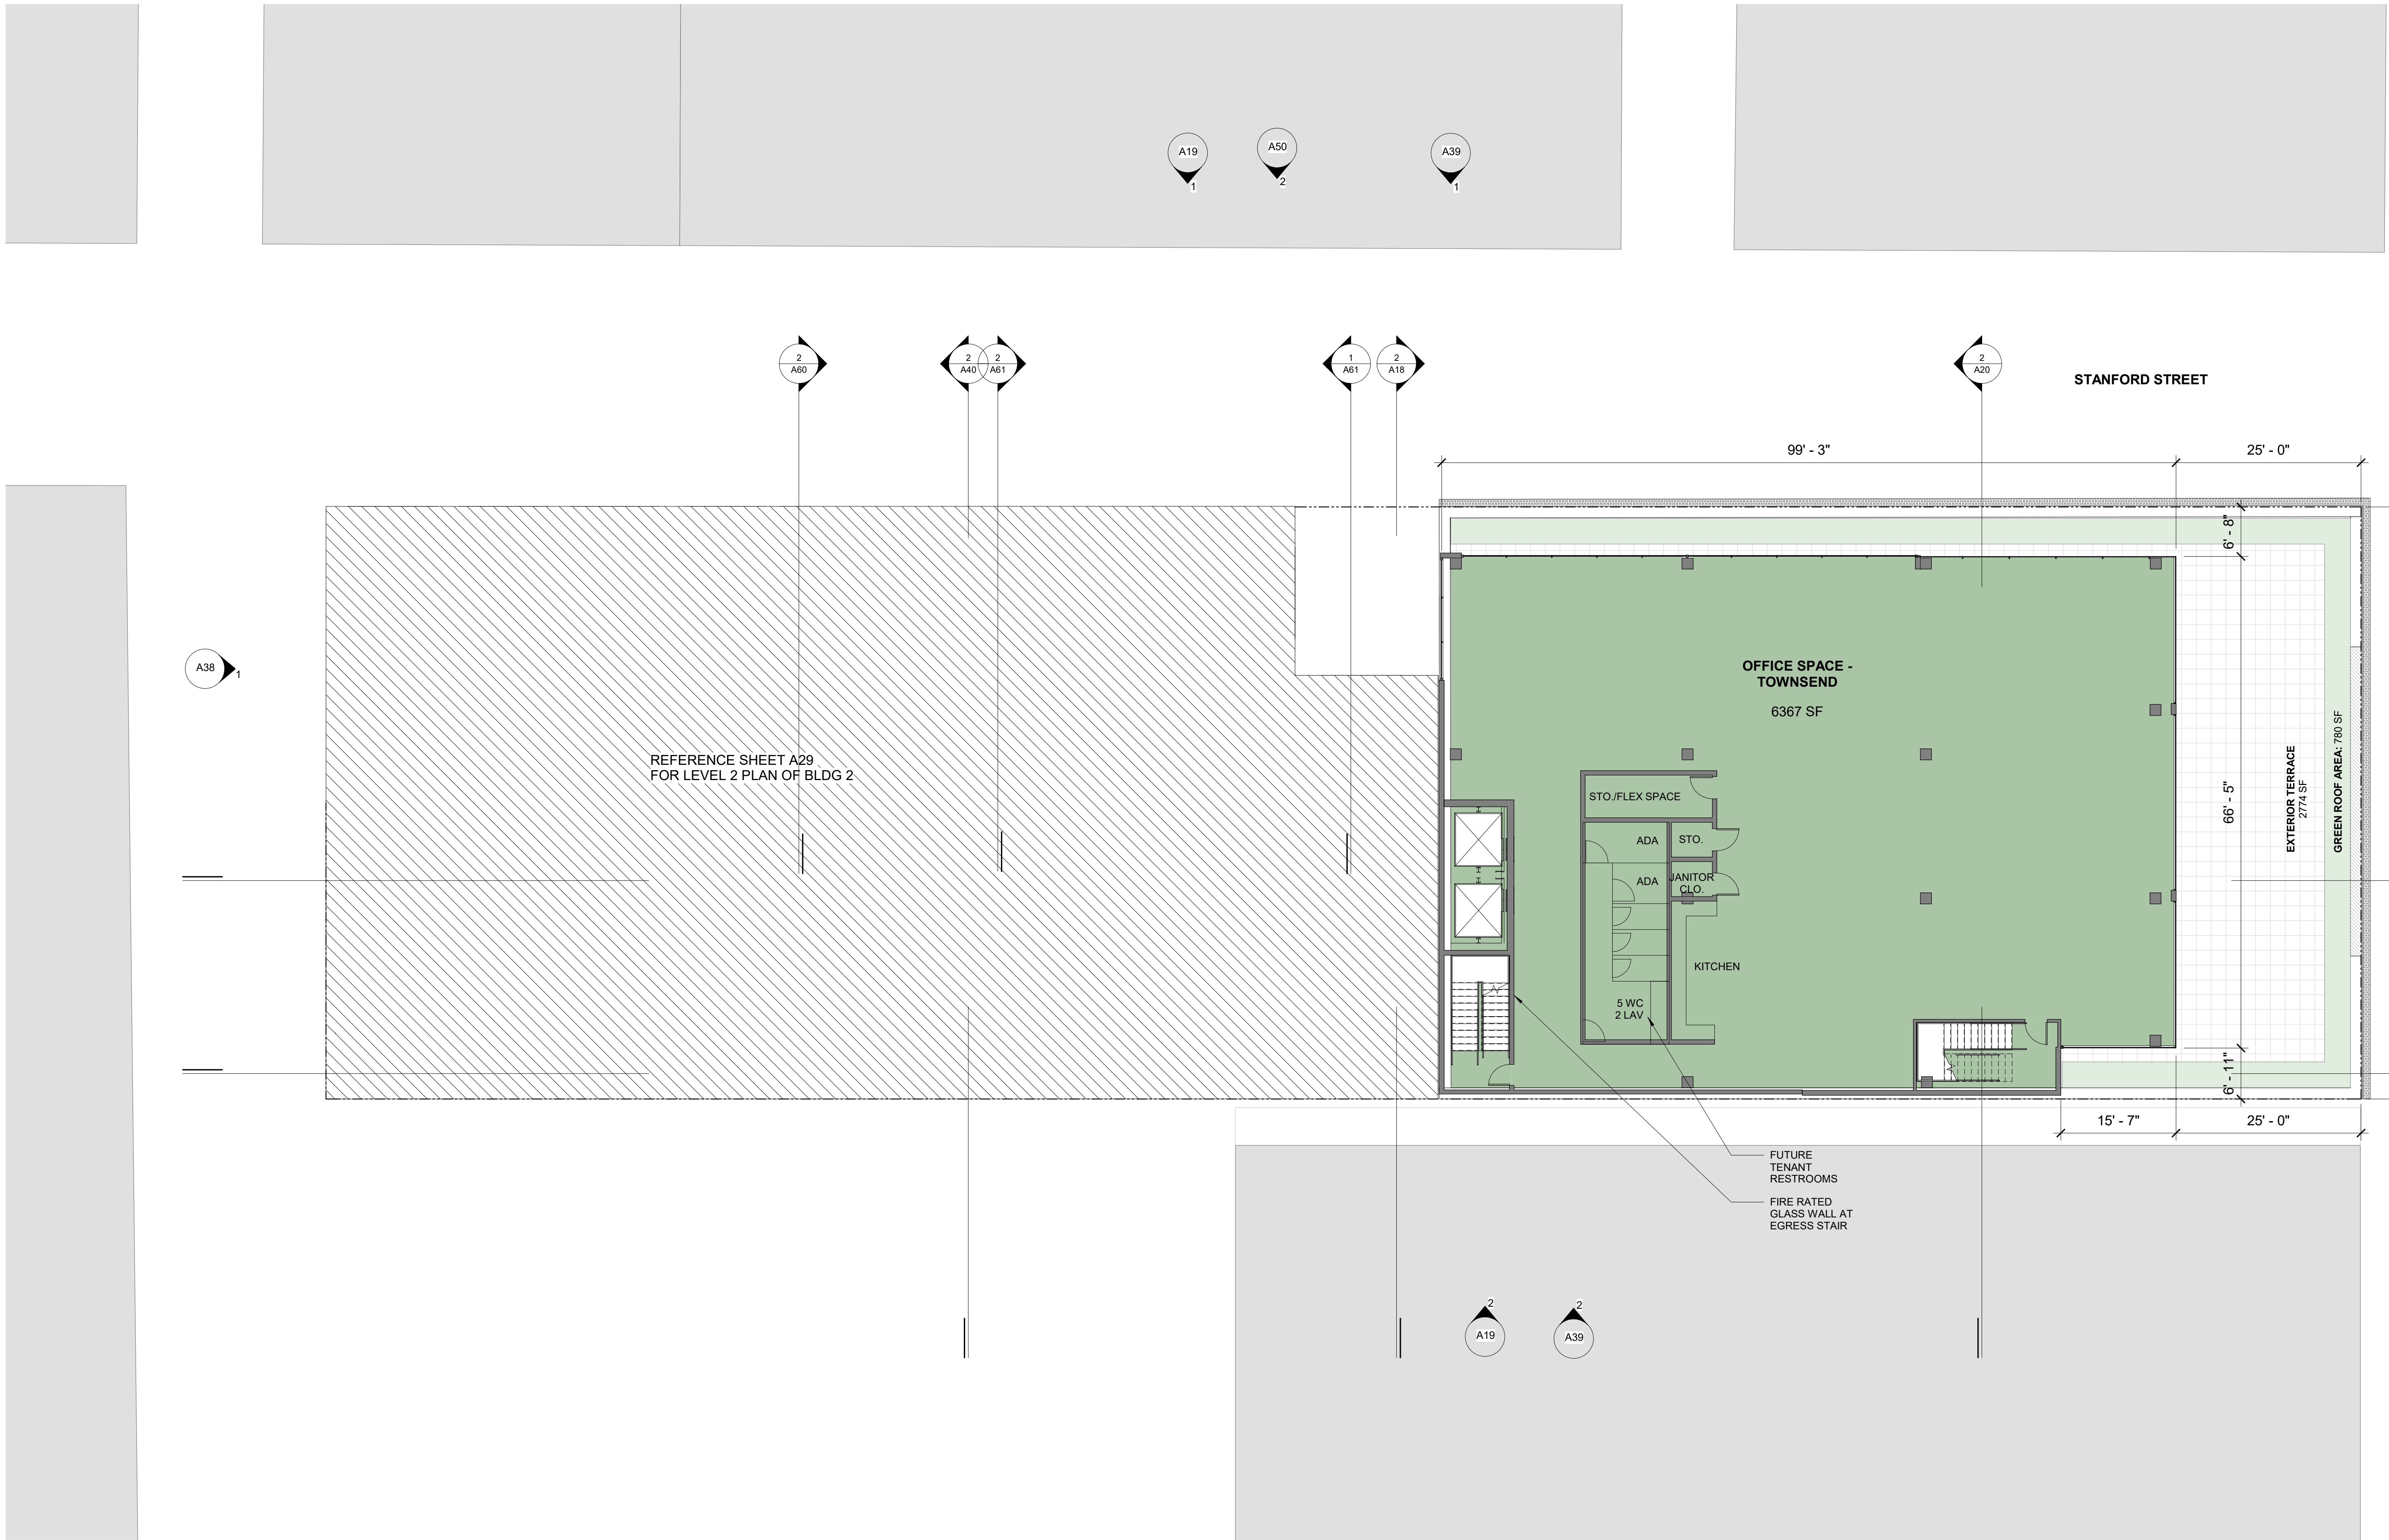 A19
1
A50
2
A39
1
2
A60
2
A40
2
A61
1
A61
2
A18
2
A20
STANFORD STREET
99' - 3"
25' - 0"
6' - 8"
A38
1
OFFICE SPACE -
TOWNSEND
6367 SF
REFERENCE SHEET A29
FOR LEVEL 2 PLAN OF BLDG 2
STO./FLEX SPACE
ADA
STO.
ADA
JANITOR
CLO.
KITCHEN
5 WC
2 LAV
66' - 5"
EXTERIOR TERRACE
2774 SF
GREEN ROOF AREA: 780 SF
6' - 11"
15' - 7"
25' - 0"
FUTURE
TENANT
RESTROOMS
FIRE RATED
GLASS WALL AT
EGRESS STAIR
2
A19
2
A39